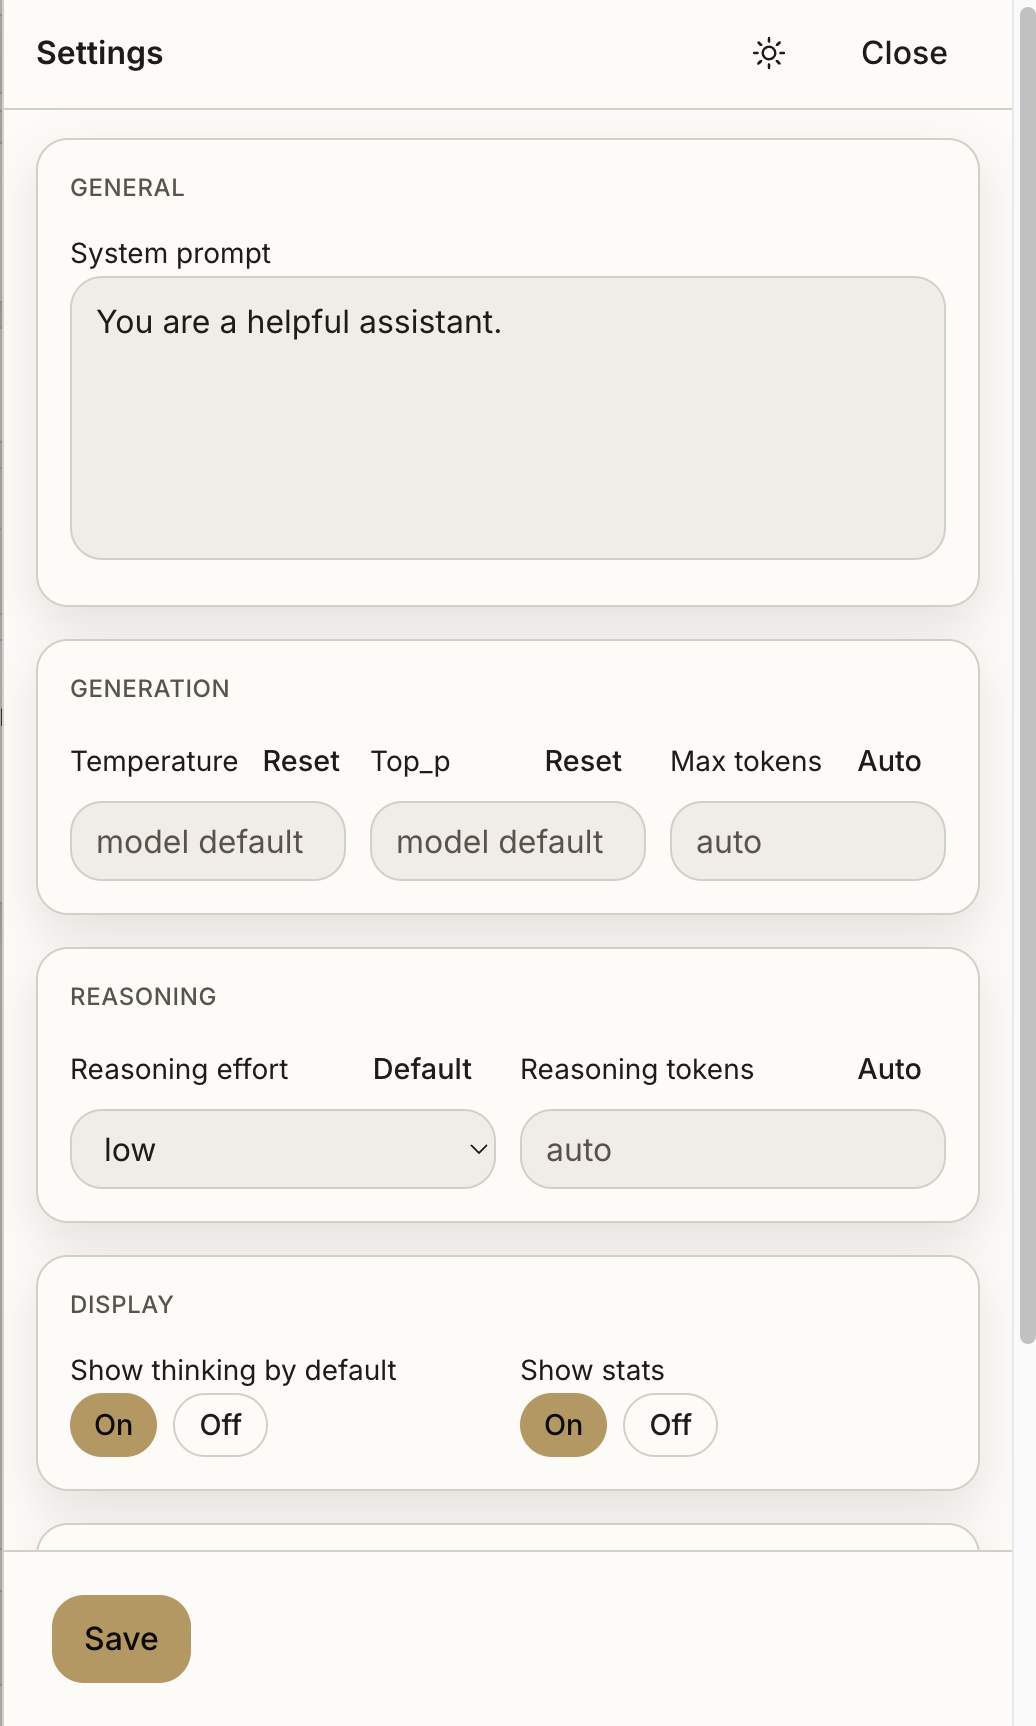 Settings
Close
GENERAL
System prompt
You are a helpful assistant.
GENERATION
Temperature Reset Top_p Reset Max tokens Auto
model default model default auto
REASONING
Reasoning effort Default Reasoning tokens Auto
low auto
DISPLAY
Show thinking by default Show stats
On Off On Off
Save